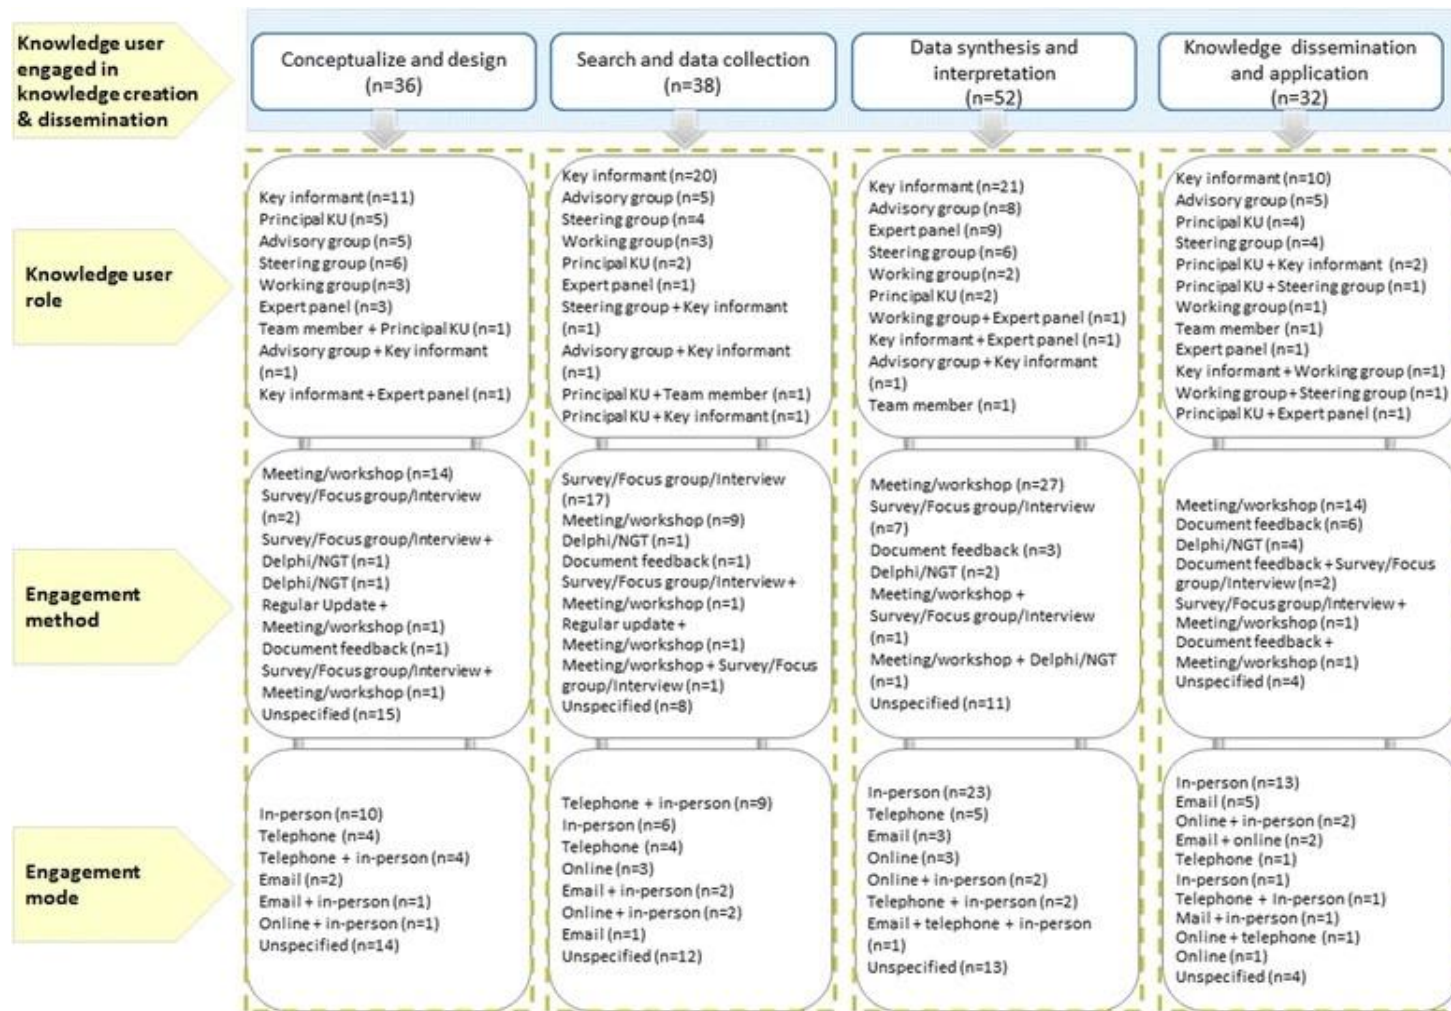 Knowledge user
engaged in
knowledge creation
& dissemination
Conceptualize and design
(n=36)
Search and data collection
(n=38)
Data synthesis and
interpretation
(n=52)
Knowledge dissemination
and application
(n=32)
Knowledge user
role
Key informant (n=11)
Principal KU (n=5)
Advisory group (n=5)
Steering group (n=6)
Working group (n=3)
Expert panel (n=3)
Team member + Principal KU (n=1)
Advisory group + Key informant
(n=1)
Key informant + Expert panel (n=1)
Key informant (n=20)
Advisory group (n=5)
Steering group (n=4
Working group (n=3)
Principal KU (n=2)
Expert panel (n=1)
Steering group + Key informant
(n=1)
Advisory group + Key informant
(n=1)
Principal KU + Team member (n=1)
Principal KU + Key informant (n=1)
Key informant (n=21)
Advisory group (n=8)
Expert panel (n=9)
Steering group (n=6)
Working group (n=2)
Principal KU (n=2)
Working group + Expert panel (n=1)
Key informant + Expert panel (n=1)
Advisory group + Key informant
(n=1)
Team member (n=1)
Key informant (n=10)
Advisory group (n=5)
Principal KU (n=4)
Steering group (n=4)
Principal KU + Key informant (n=2)
Principal KU + Steering group (n=1)
Working group (n=1)
Team member (n=1)
Expert panel (n=1)
Key informant + Working group (n=1)
Working group + Steering group (n=1)
Principal KU + Expert panel (n=1)
Engagement
method
Meeting/workshop (n=14)
Survey/Focus group/Interview
(n=2)
Survey/Focus group/Interview +
Delphi/NGT (n=1)
Delphi/NGT (n=1)
Regular Update +
Meeting/workshop (n=1)
Document feedback (n=1)
Survey/Focus group/Interview +
Meeting/workshop (n=1)
Unspecified (n=15)
Survey/Focus group/Interview
(n=17)
Meeting/workshop (n=9)
Delphi/NGT (n=1)
Document feedback (n=1)
Survey/Focus group/Interview +
Meeting/workshop (n=1)
Regular update +
Meeting/workshop (n=1)
Meeting/workshop + Survey/Focus
group/Interview (n=1)
Unspecified (n=8)
Meeting/workshop (n=27)
Survey/Focus group/Interview
(n=7)
Document feedback (n=3)
Delphi/NGT (n=2)
Meeting/workshop +
Survey/Focus group/Interview
(n=1)
Meeting/workshop + Delphi/NGT
(n=1)
Unspecified (n=11)
Meeting/workshop (n=14)
Document feedback (n=6)
Delphi/NGT (n=4)
Document feedback + Survey/Focus
group/Interview (n=2)
Survey/Focus group/Interview +
Meeting/workshop (n=1)
Document feedback +
Meeting/workshop (n=1)
Unspecified (n=4)
Engagement
mode
In-person (n=10)
Telephone (n=4)
Telephone + in-person (n=4)
Email (n=2)
Email + in-person (n=1)
Online + in-person (n=1)
Unspecified (n=14)
Telephone + in-person (n=9)
In-person (n=6)
Telephone (n=4)
Online (n=3)
Email + in-person (n=2)
Online + in-person (n=2)
Email (n=1)
Unspecified (n=12)
In-person (n=23)
Telephone (n=5)
Email (n=3)
Online (n=3)
Online + in-person (n=2)
Telephone + in-person (n=2)
Email + telephone + in-person
(n=1)
Unspecified (n=13)
In-person (n=13)
Email (n=5)
Online + in-person (n=2)
Email + online (n=2)
Telephone (n=1)
In-person (n=1)
Telephone + In-person (n=1)
Mail + in-person (n=1)
Online + telephone (n=1)
Online (n=1)
Unspecified (n=4)